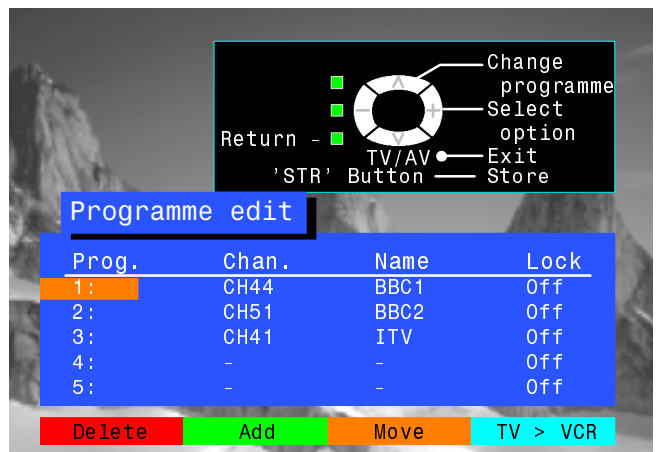 Change
programme
Select
option
Return -
TV/AV
Exit
'STR' Button
Store
Programme edit
Prog. Chan. Name Lock
1: CH44 BBC1 Off
2: CH51 BBC2 Off
3: CH41 ITV Off
4: - - Off
5: - - Off
Delete Add Move TV > VCR